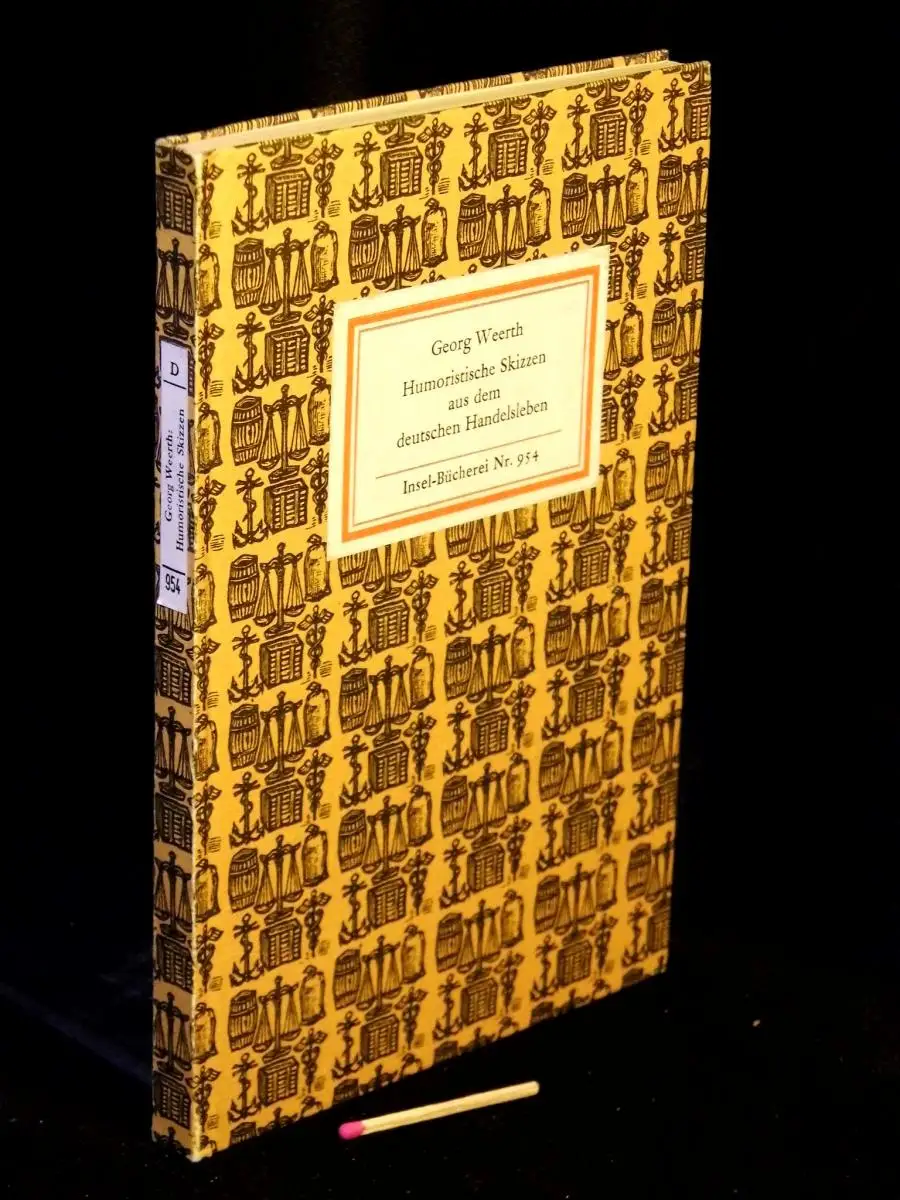 Georg Weerth
Humoristische Skizzen
aus dem
deutschen Handelsleben
Insel-Bücherei Nr. 954
D
Georg Weerth:
Humoristische Skizzen
954